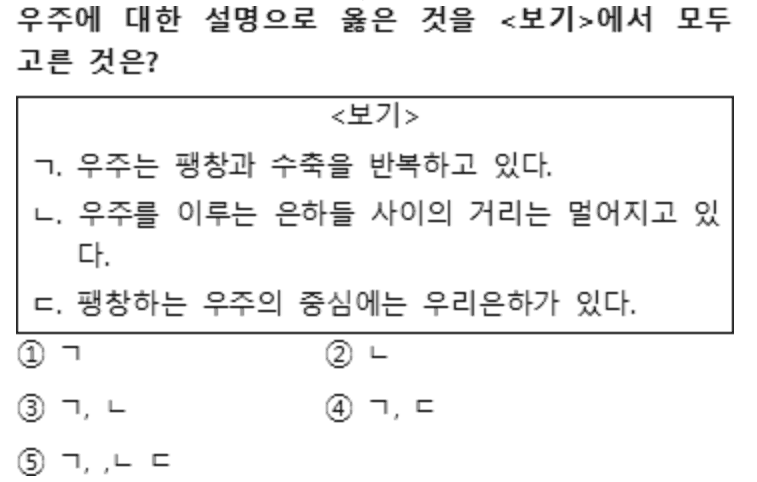 우주에 대한 설명으로 옳은 것을 <보기>에서 모두
고른 것은?
<보기>
ㄱ. 우주는 팽창과 수축을 반복하고 있다.
ㄴ. 우주를 이루는 은하들 사이의 거리는 멀어지고 있
다.
ㄷ. 팽창하는 우주의 중심에는 우리은하가 있다.
① ㄱ ② ㄴ
③ ㄱ, ㄴ ④ ㄱ, ㄷ
⑤ ㄱ, ,ㄴ ㄷ